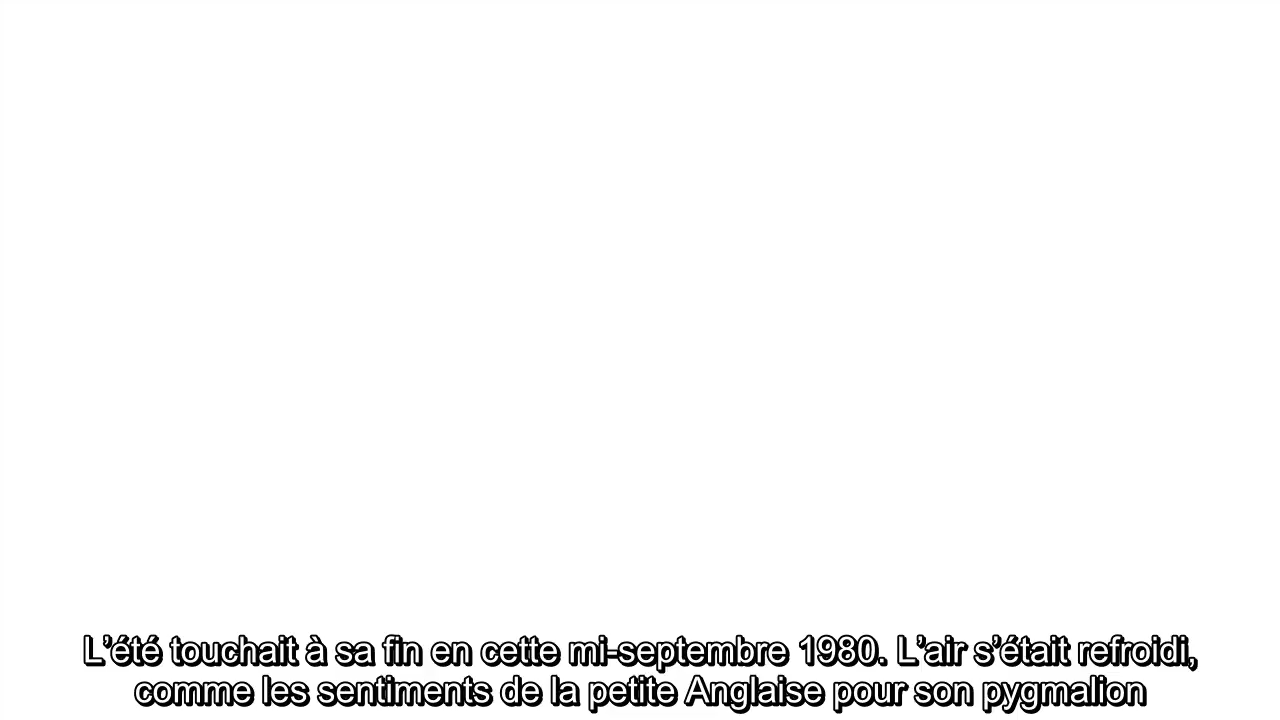 L’été touchait à sa fin en cette mi-septembre 1980. L’air s’était refroidi,
comme les sentiments de la petite Anglaise pour son pygmalion